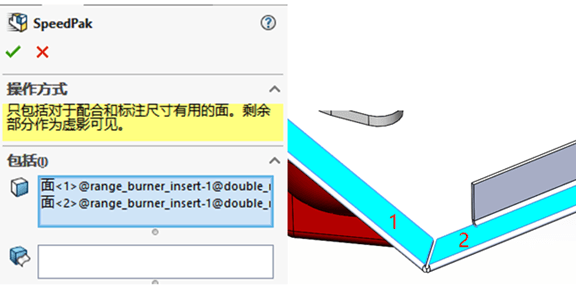 SpeedPak
操作方式
只包括对于配合和标注尺寸有用的面。剩余
部分作为虚影可见。
包括(I)
面<1>@range_burner_insert-1@double_r
面<2>@range_burner_insert-1@double_r
1
2